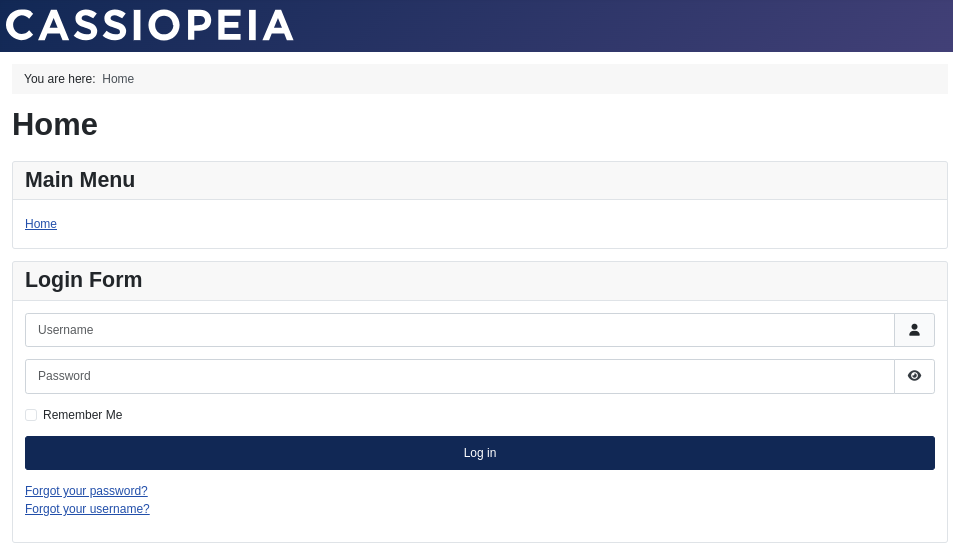 CASSIOPEIA
You are here: Home
Home
Main Menu
Home
Login Form
Username
Password
Remember Me
Log in
Forgot your password?
Forgot your username?